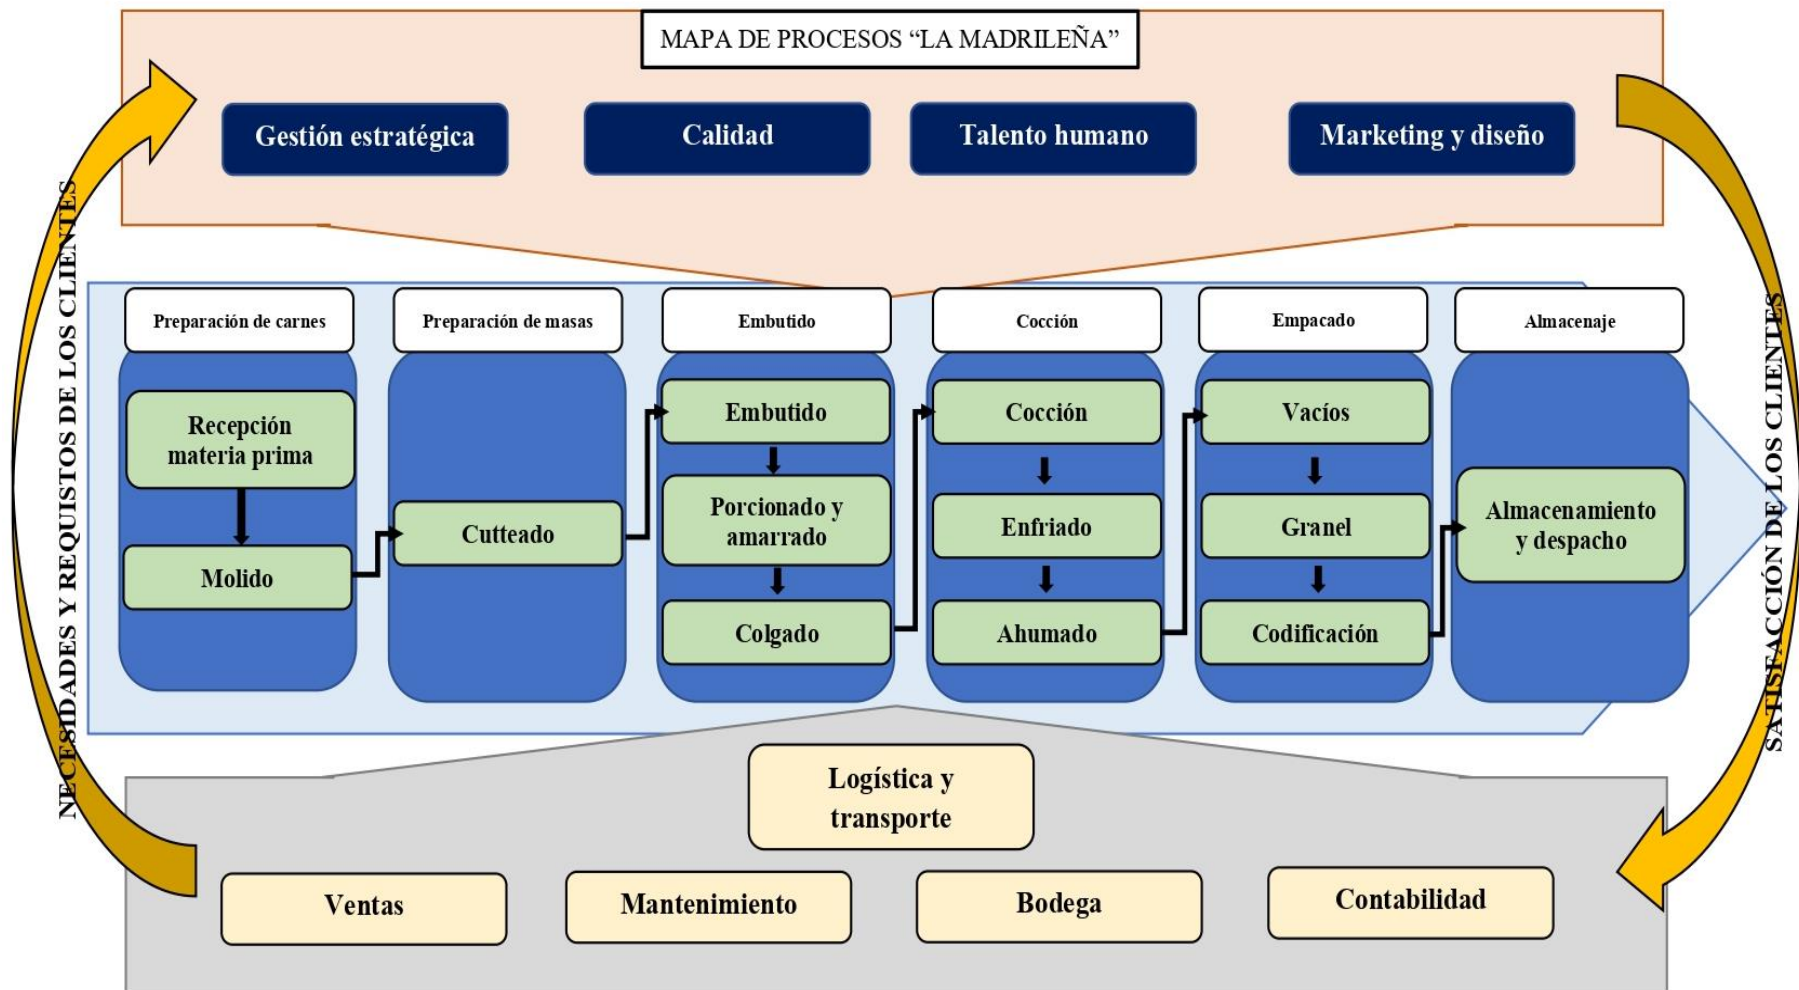 MAPA DE PROCESOS “LA MADRILEÑA”
Gestión estratégica
Calidad
Talento humano
Marketing y diseño
NECESIDADES Y REQUISTOS DE LOS CLIENTES
Preparación de carnes
Preparación de masas
Embutido
Cocción
Empacado
Almacenaje
Recepción
materia prima
Molido
Cutteado
Embutido
Porcionado y
amarrado
Colgado
Cocción
Enfriado
Ahumado
Vacíos
Granel
Codificación
Almacenamiento
y despacho
SATISFACCIÓN DE LOS CLIENTES
Logística y
transporte
Ventas
Mantenimiento
Bodega
Contabilidad